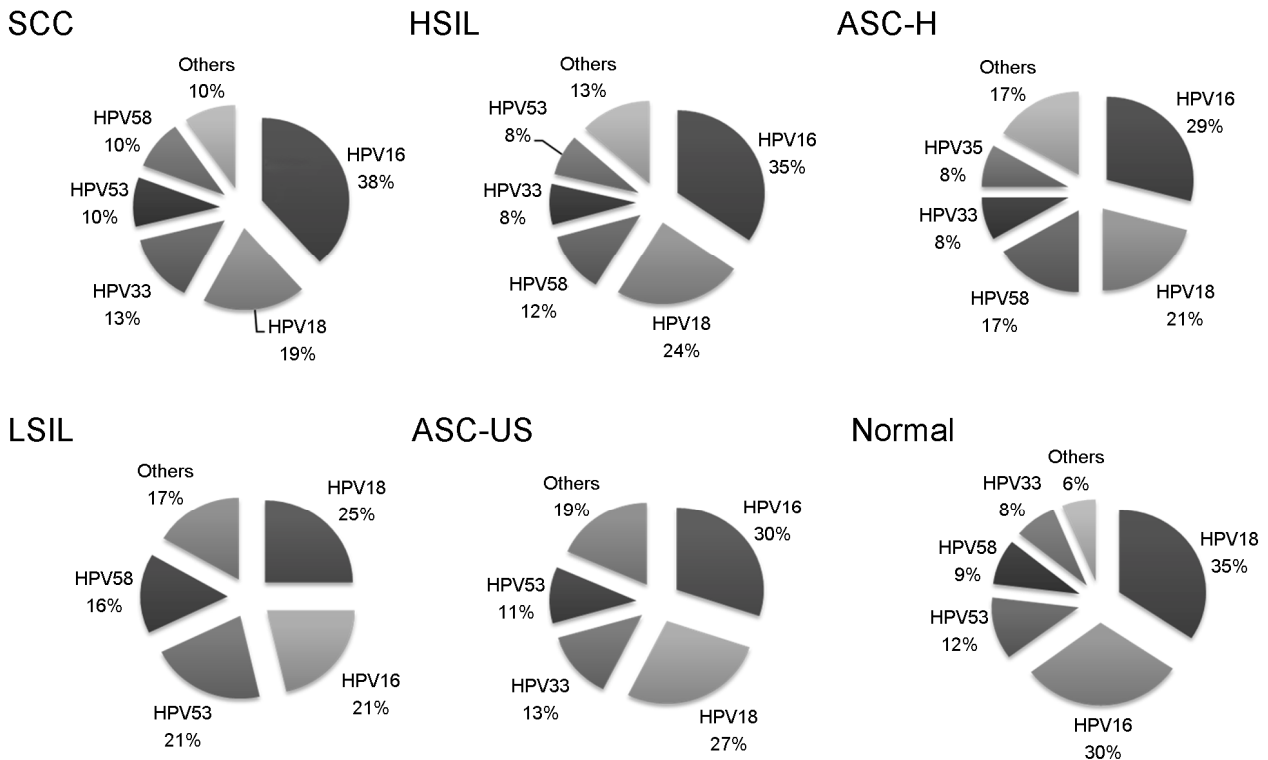 SCC
Others
10%
HPV58
10%
HPV53
10%
HPV33
13%
HPV18
19%
HPV16
38%
HSIL
Others
13%
HPV53
8%
HPV33
8%
HPV58
12%
HPV18
24%
HPV16
35%
ASC-H
Others
17%
HPV35
8%
HPV33
8%
HPV58
17%
HPV18
21%
HPV16
29%
LSIL
Others
17%
HPV58
16%
HPV53
21%
HPV16
21%
HPV18
25%
ASC-US
Others
19%
HPV53
11%
HPV33
13%
HPV18
27%
HPV16
30%
Normal
Others
6%
HPV33
8%
HPV58
9%
HPV53
12%
HPV16
30%
HPV18
35%